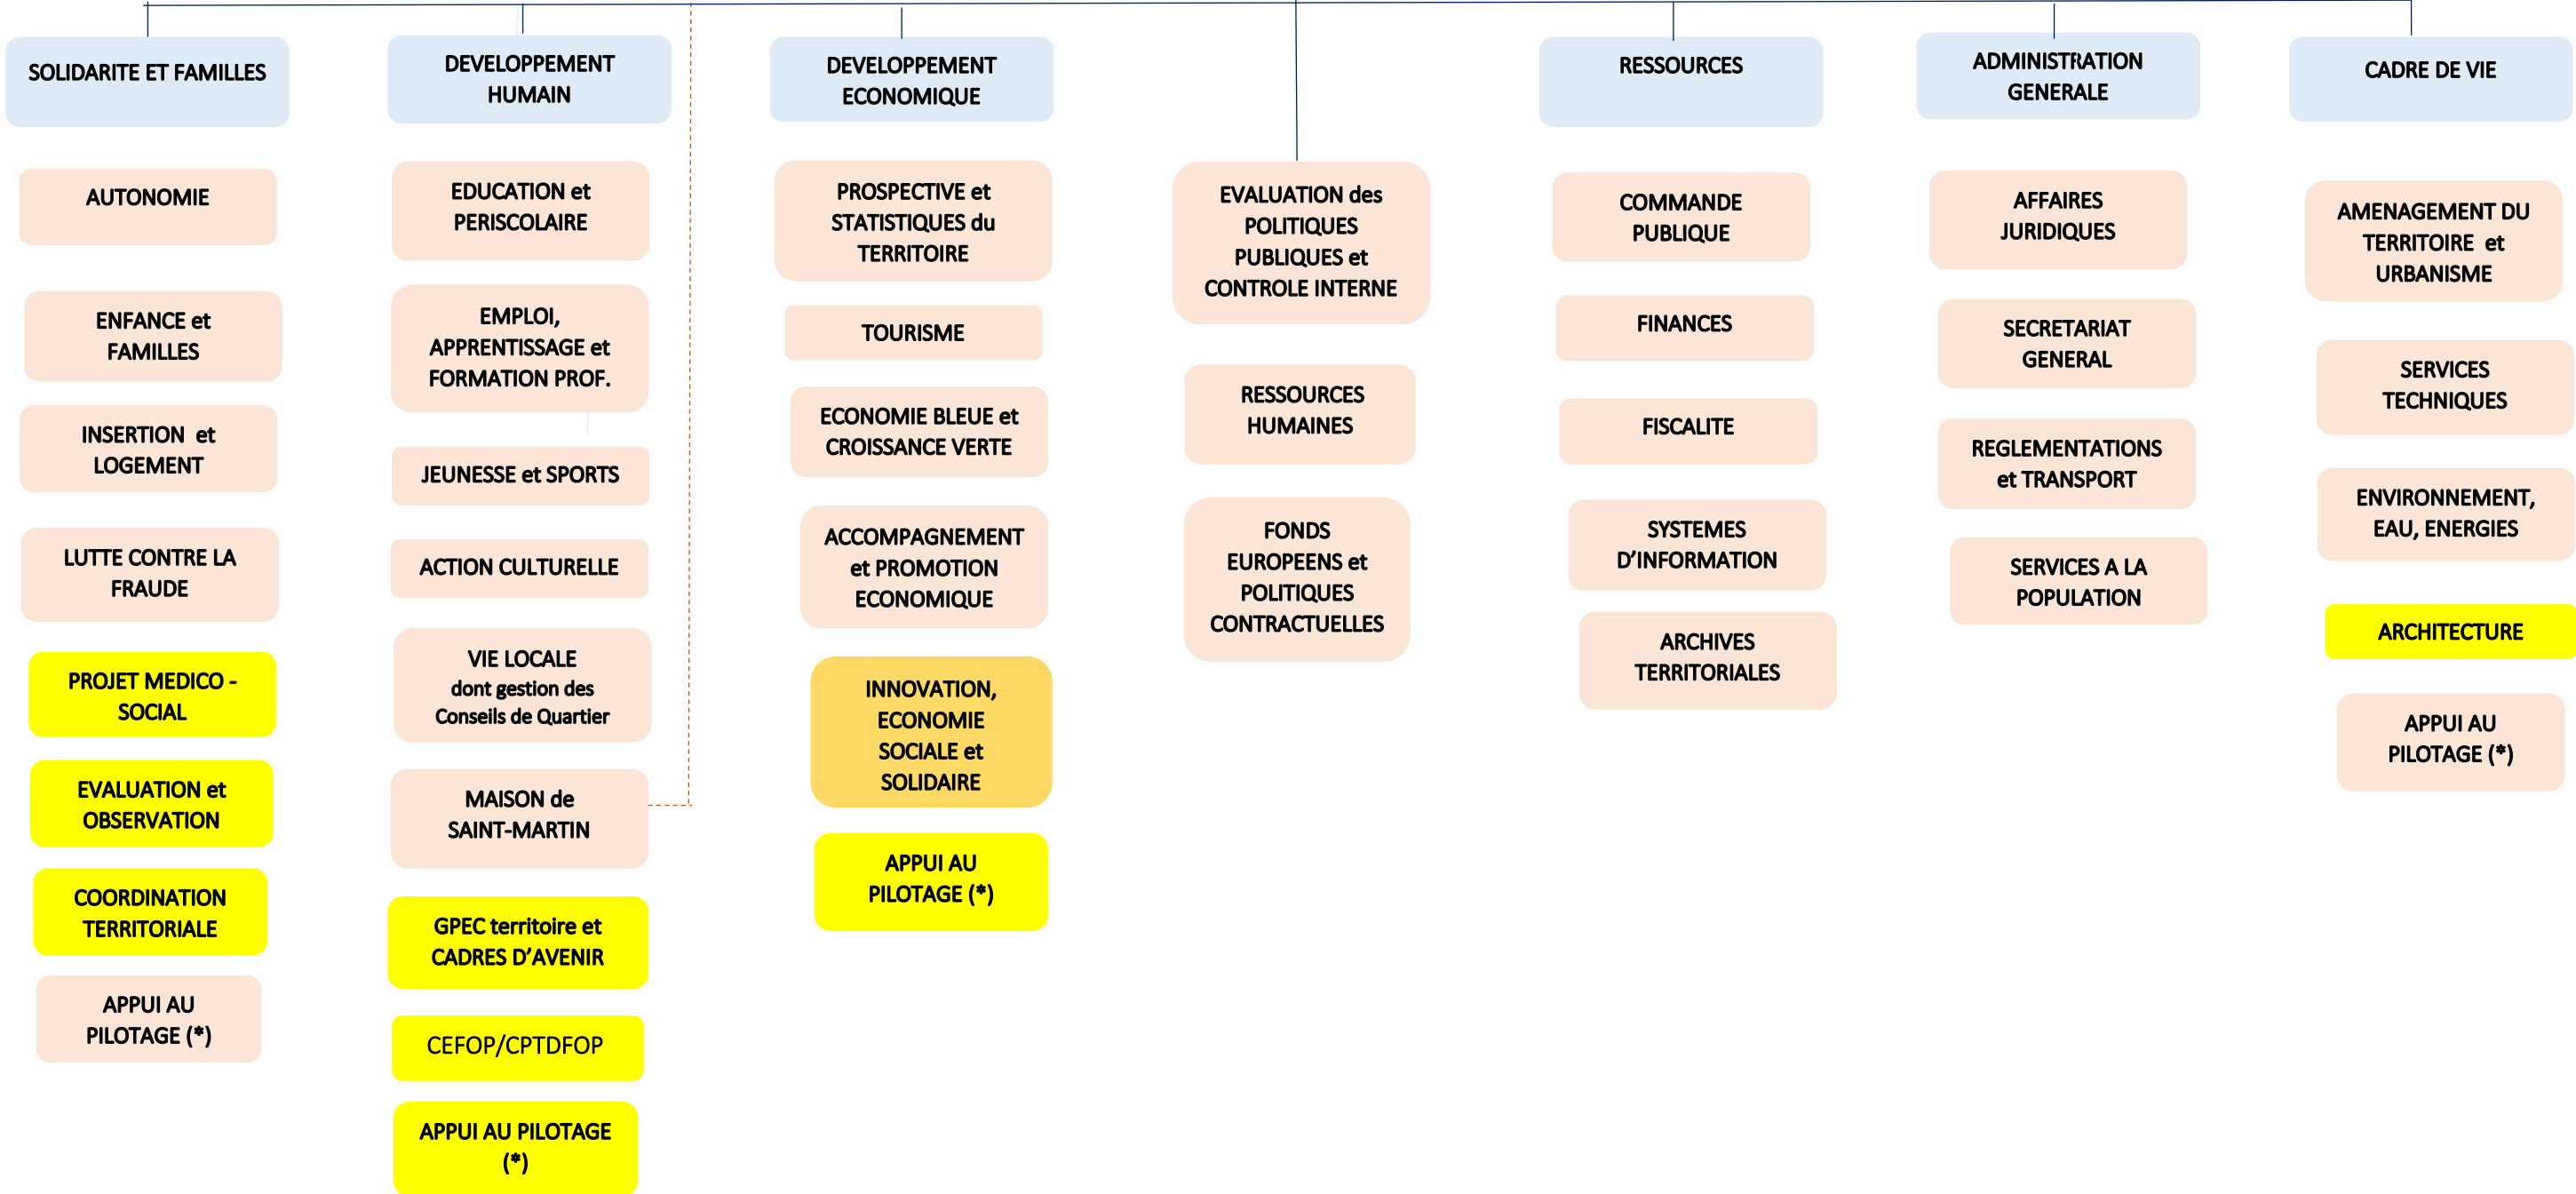 SOLIDARITE ET FAMILLES
AUTONOMIE
ENFANCE et
FAMILLES
INSERTION et
LOGEMENT
LUTTE CONTRE LA
FRAUDE
PROJET MEDICO -
SOCIAL
EVALUATION et
OBSERVATION
COORDINATION
TERRITORIALE
APPUI AU
PILOTAGE (*)
DEVELOPPEMENT
HUMAIN
EDUCATION et
PERISCOLAIRE
EMPLOI,
APPRENTISSAGE et
FORMATION PROF.
JEUNESSE et SPORTS
ACTION CULTURELLE
VIE LOCALE
dont gestion des
Conseils de Quartier
MAISON de
SAINT-MARTIN
GPEC territoire et
CADRES D’AVENIR
CEFOP/CPTDFOP
APPUI AU PILOTAGE
(*)
DEVELOPPEMENT
ECONOMIQUE
PROSPECTIVE et
STATISTIQUES du
TERRITOIRE
TOURISME
ECONOMIE BLEUE et
CROISSANCE VERTE
ACCOMPAGNEMENT
et PROMOTION
ECONOMIQUE
INNOVATION,
ECONOMIE
SOCIALE et
SOLIDAIRE
APPUI AU
PILOTAGE (*)
EVALUATION des
POLITIQUES
PUBLIQUES et
CONTROLE INTERNE
RESSOURCES
HUMAINES
FONDS
EUROPEENS et
POLITIQUES
CONTRACTUELLES
RESSOURCES
COMMANDE
PUBLIQUE
FINANCES
FISCALITE
SYSTEMES
D’INFORMATION
ARCHIVES
TERRITORIALES
ADMINISTRATION
GENERALE
AFFAIRES
JURIDIQUES
SECRETARIAT
GENERAL
REGLEMENTATIONS
et TRANSPORT
SERVICES A LA
POPULATION
CADRE DE VIE
AMENAGEMENT DU
TERRITOIRE et
URBANISME
SERVICES
TECHNIQUES
ENVIRONNEMENT,
EAU, ENERGIES
ARCHITECTURE
APPUI AU
PILOTAGE (*)